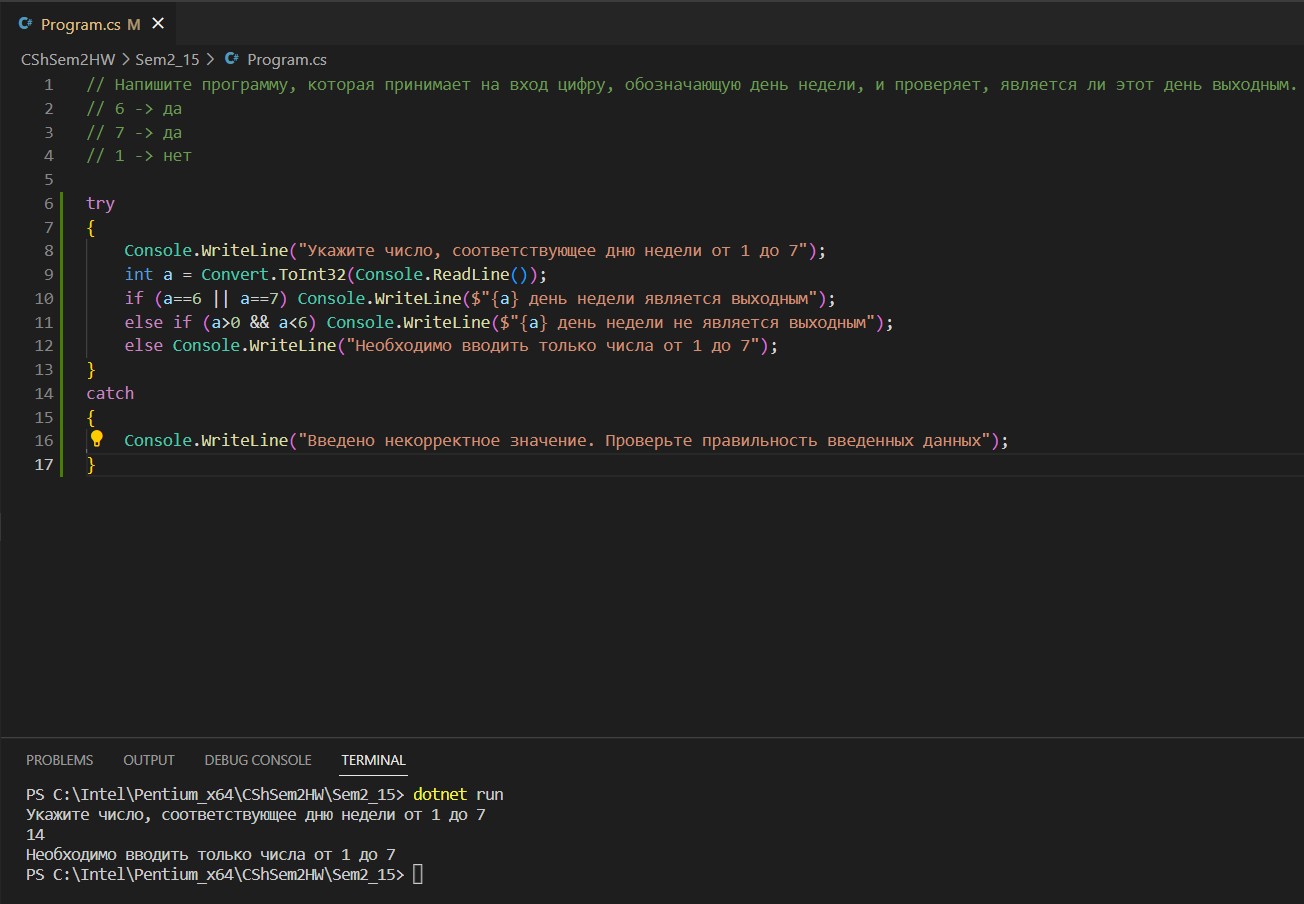 Program.cs M
CShSem2HW > Sem2_15 > Program.cs
1 // Напишите программу, которая принимает на вход цифру, обозначающую день недели, и проверяет, является ли этот день выходным.
2 // 6 -> да
3 // 7 -> да
4 // 1 -> нет
5
6 try
7 {
8 Console.WriteLine("Укажите число, соответствующее дню недели от 1 до 7");
9 int a = Convert.ToInt32(Console.ReadLine());
10 if (a==6 || a==7) Console.WriteLine($"{a} день недели является выходным");
11 else if (a>0 && a<6) Console.WriteLine($"{a} день недели не является выходным");
12 else Console.WriteLine("Необходимо вводить только числа от 1 до 7");
13 }
14 catch
15 {
16 Console.WriteLine("Введено некорректное значение. Проверьте правильность введенных данных");
17 }
PROBLEMS OUTPUT DEBUG CONSOLE TERMINAL
PS C:\Intel\Pentium_x64\CShSem2HW\Sem2_15> dotnet run
Укажите число, соответствующее дню недели от 1 до 7
14
Необходимо вводить только числа от 1 до 7
PS C:\Intel\Pentium_x64\CShSem2HW\Sem2_15>